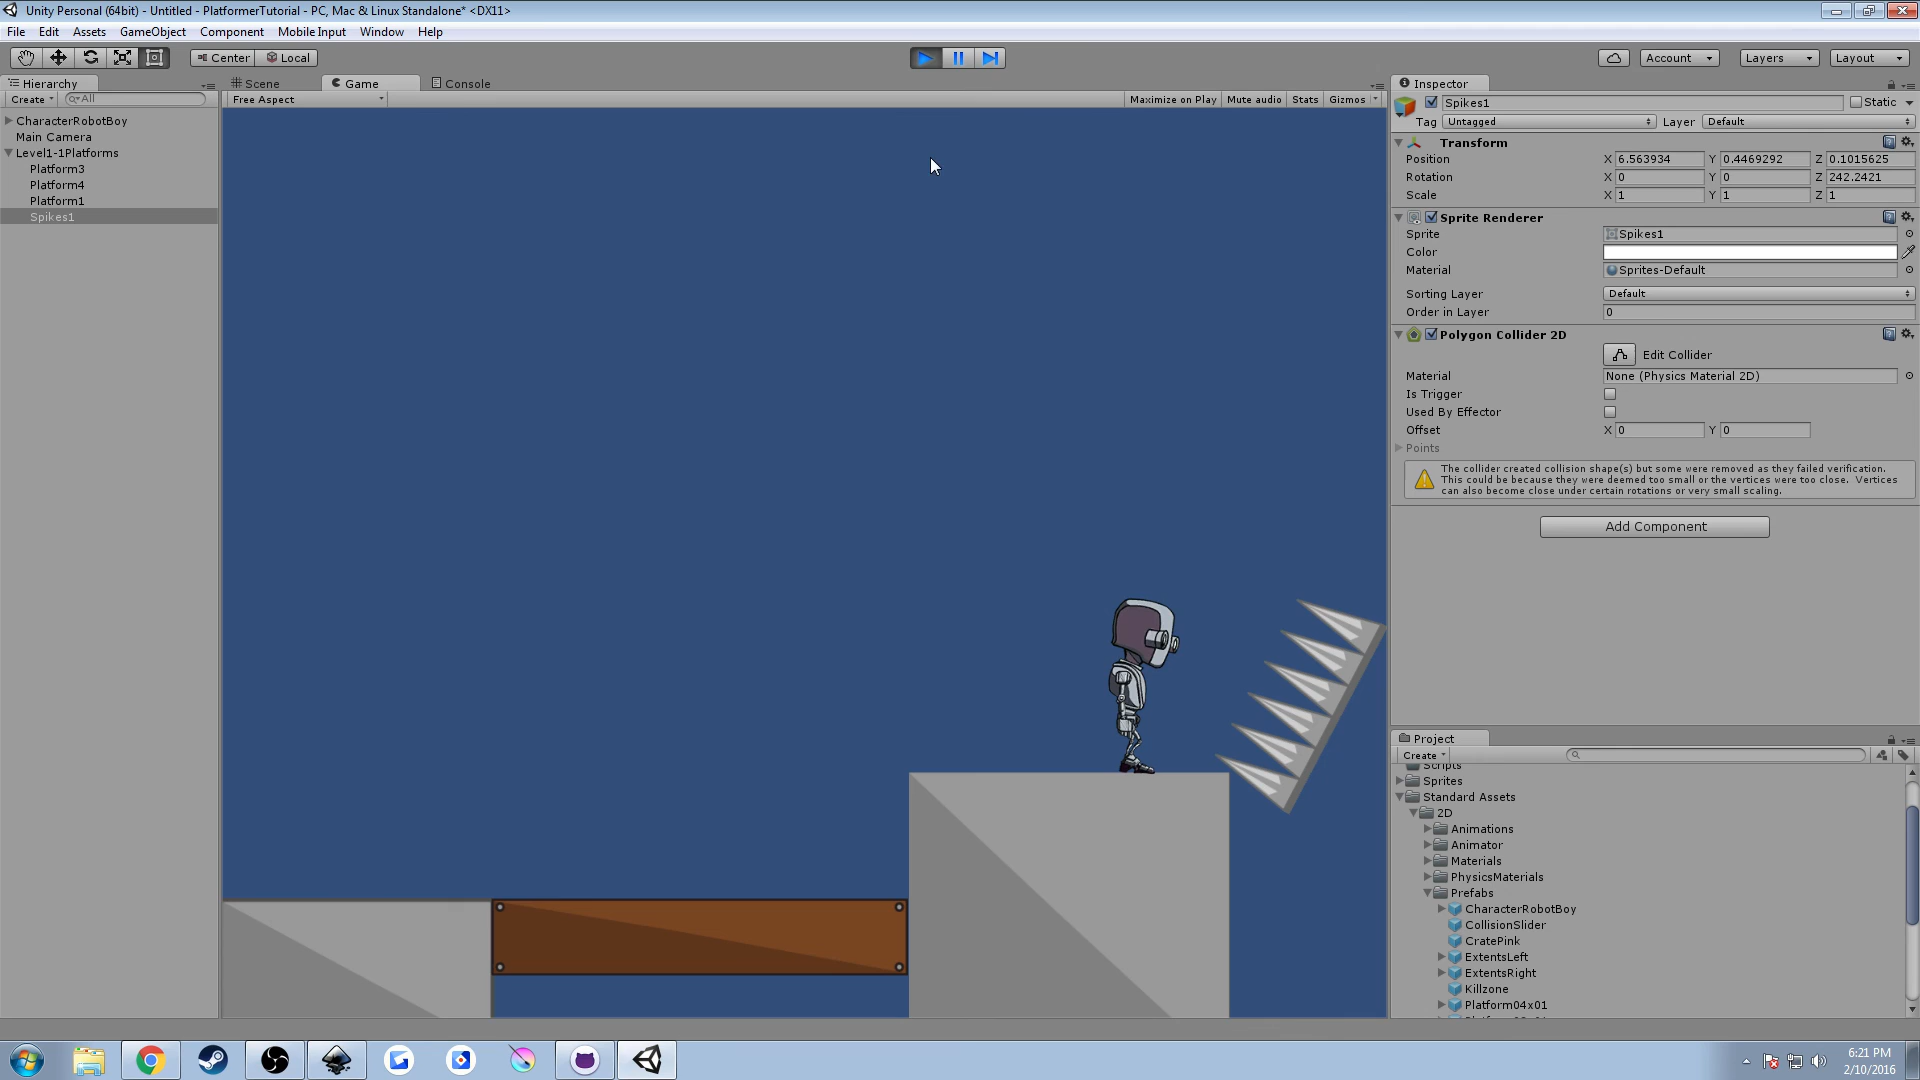 Unity Personal (64bit) - Untitled - PlatformerTutorial - PC, Mac & Linux Standalone* <DX11>
File Edit Assets GameObject Component Mobile Input Window Help
Center Local Account Layers Layout
Hierarchy Scene Game Console Inspector
Create All Free Aspect Maximize on Play Mute audio Stats Gizmos
Spikes1 Static
Tag Untagged Layer Default
CharacterRobotBoy
Main Camera
Level1-1Platforms
Platform3
Platform4
Platform1
Spikes1
Transform
Position X 6.563934 Y 0.4469292 Z 0.1015625
Rotation X 0 Y 0 Z 242.2421
Scale X 1 Y 1 Z 1
Sprite Renderer
Sprite Spikes1
Color
Material Sprites-Default
Sorting Layer Default
Order in Layer 0
Polygon Collider 2D
Edit Collider
Material None (Physics Material 2D)
Is Trigger
Used By Effector
Offset X 0 Y 0
Points
The collider created collision shape(s) but some were removed as they failed verification.
This could be because they were deemed too small or the vertices were too close. Vertices
can also become close under certain rotations or very small scaling.
Add Component
Project
Create
Scripts
Sprites
Standard Assets
2D
Animations
Animator
Materials
PhysicsMaterials
Prefabs
CharacterRobotBoy
CollisionSlider
CratePink
ExtentsLeft
ExtentsRight
Killzone
Platform04x01
6:21 PM
2/10/2016